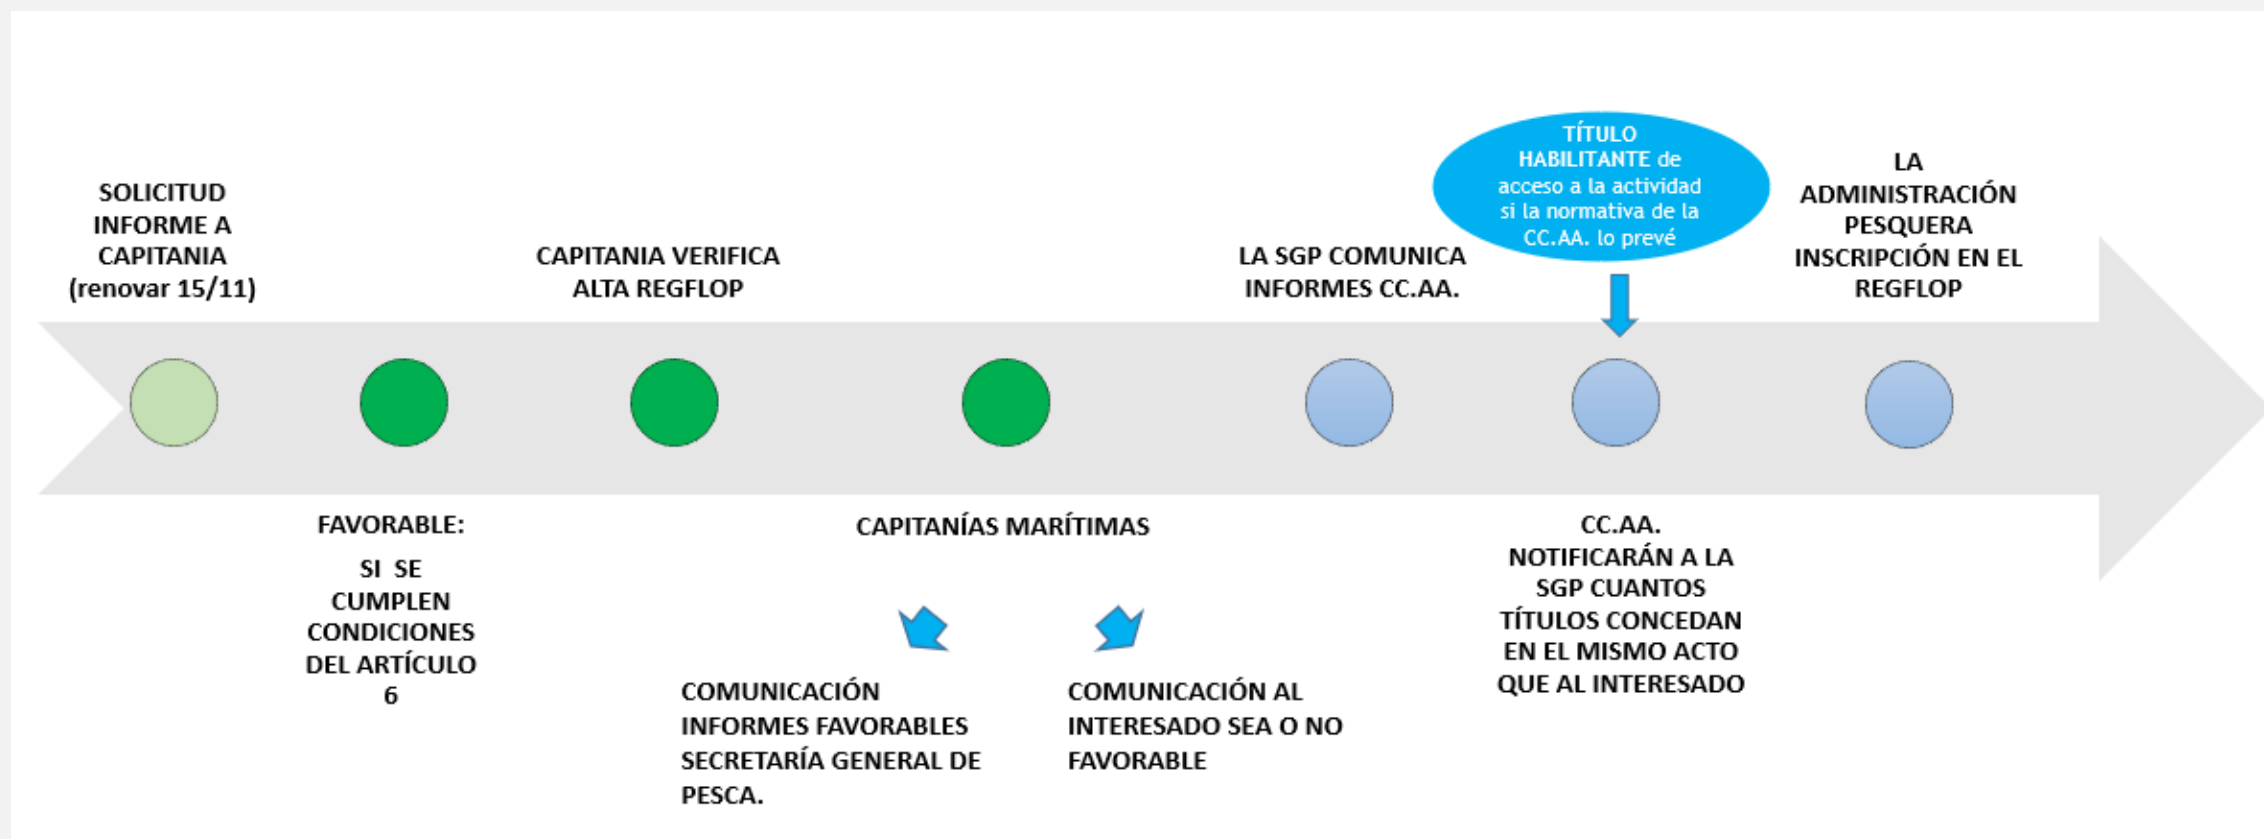 SOLICITUD
INFORME A
CAPITANIA
(renovar 15/11)
FAVORABLE:
SI SE
CUMPLEN
CONDICIONES
DEL ARTÍCULO
6
CAPITANIA VERIFICA
ALTA REGFLOP
CAPITANÍAS MARÍTIMAS
COMUNICACIÓN
INFORMES FAVORABLES
SECRETARÍA GENERAL DE
PESCA.
COMUNICACIÓN AL
INTERESADO SEA O NO
FAVORABLE
LA SGP COMUNICA
INFORMES CC.AA.
TÍTULO
HABILITANTE de
acceso a la actividad
si la normativa de la
CC.AA. lo prevé
CC.AA.
NOTIFICARÁN A LA
SGP CUANTOS
TÍTULOS CONCEDAN
EN EL MISMO ACTO
QUE AL INTERESADO
LA
ADMINISTRACIÓN
PESQUERA
INSCRIPCIÓN EN EL
REGFLOP